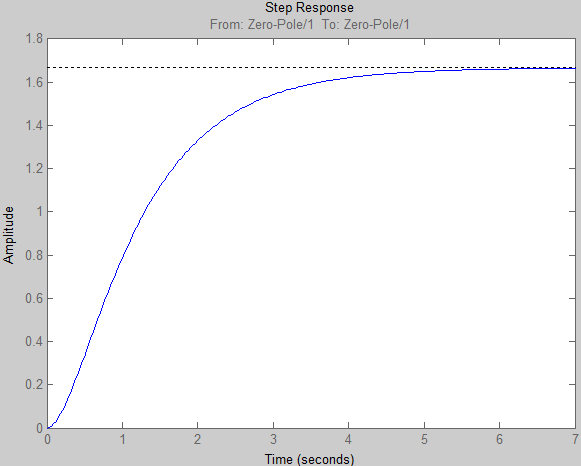 Step Response
From: Zero-Pole/1 To: Zero-Pole/1
1.8
1.6
1.4
1.2
1
0.8
0.6
0.4
0.2
0
Amplitude
0 1 2 3 4 5 6 7
Time (seconds)